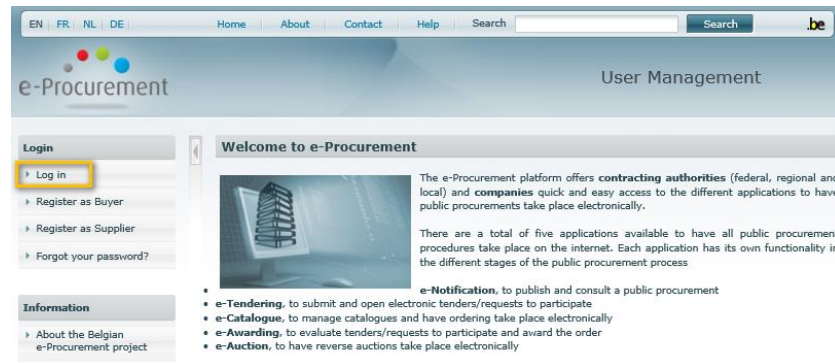 EN FR NL DE Home About Contact Help Search Search .be
e-Procurement
User Management
Login
Log in
Register as Buyer
Register as Supplier
Forgot your password?
Information
About the Belgian
e-Procurement project
Welcome to e-Procurement
The e-Procurement platform offers contracting authorities (federal, regional and
local) and companies quick and easy access to the different applications to have
public procurements take place electronically.
There are a total of five applications available to have all public procuremen
procedures take place on the internet. Each application has its own functionality in
the different stages of the public procurement process
e-Notification, to publish and consult a public procurement
• e-Tendering, to submit and open electronic tenders/requests to participate
• e-Catalogue, to manage catalogues and have ordering take place electronically
• e-Awarding, to evaluate tenders/requests to participate and award the order
• e-Auction, to have reverse auctions take place electronically